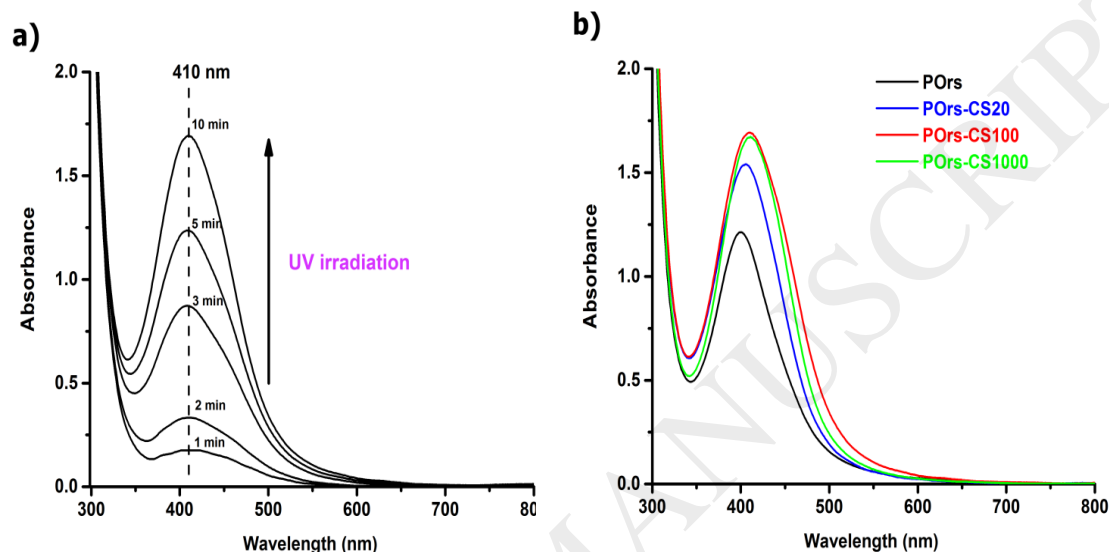 a)
410 nm
2.0
1.5
1.0
0.5
0.0
10 min
5 min
3 min
2 min
1 min
UV irradiation
Absorbance
300 400 500 600 700 800
Wavelength (nm)
b)
2.0
1.5
1.0
0.5
0.0
POrs
POrs-CS20
POrs-CS100
POrs-CS1000
Absorbance
300 400 500 600 700 800
Wavelength (nm)
MANUSCRIPT